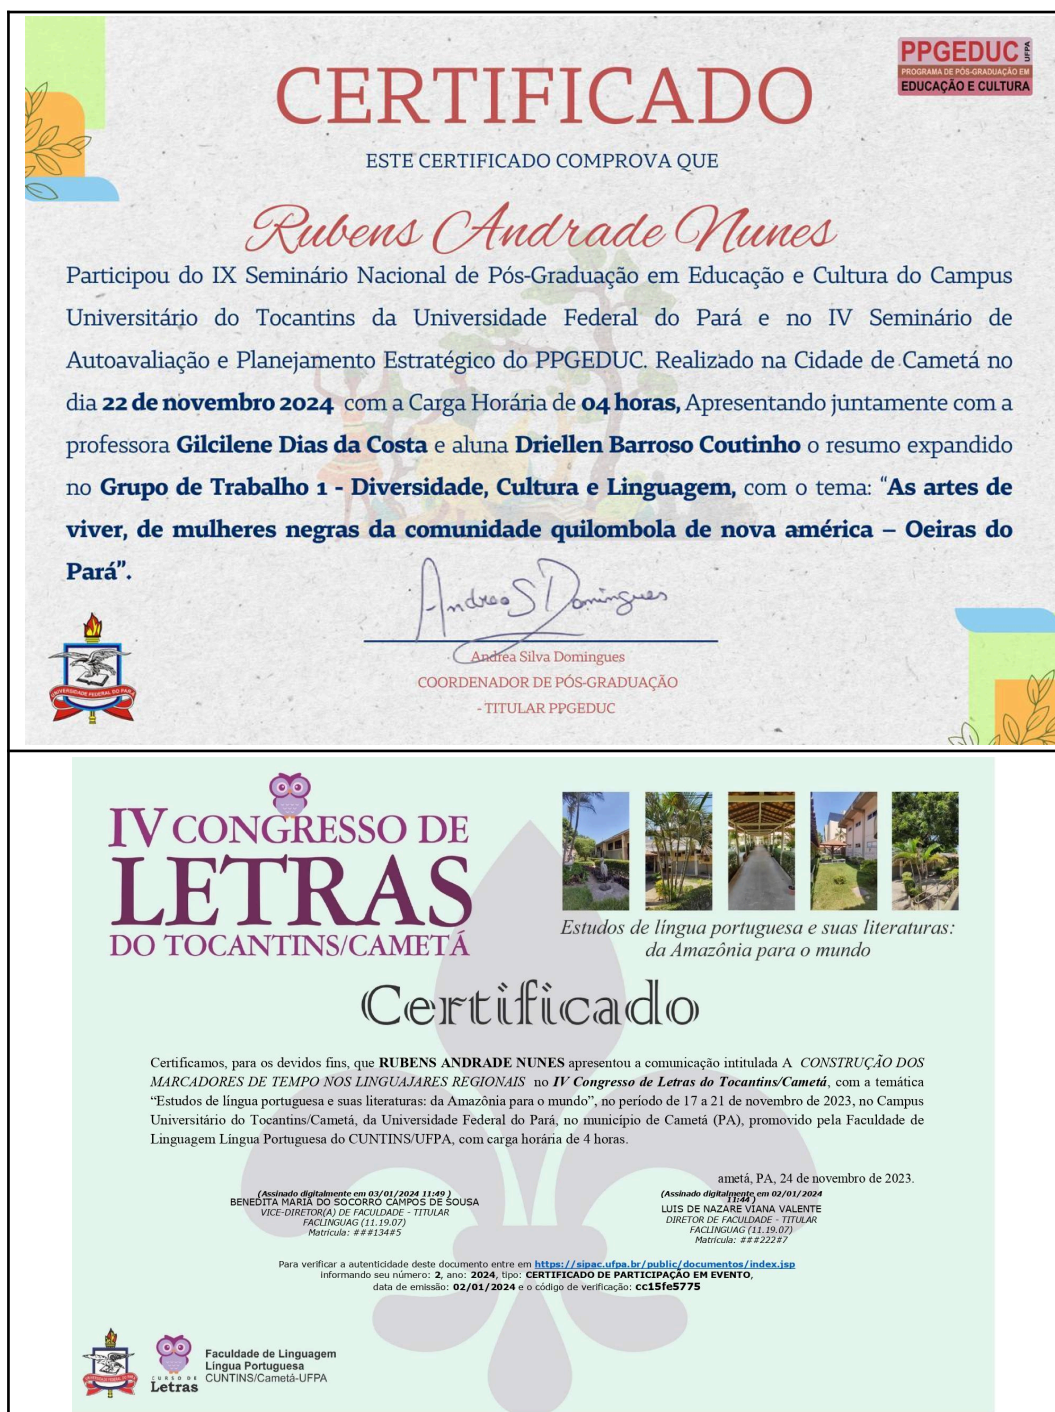 PPGEDUC UFPA
PROGRAMA DE PÓS-GRADUAÇÃO EM
EDUCAÇÃO E CULTURA
CERTIFICADO
ESTE CERTIFICADO COMPROVA QUE
Rubens Andrade Nunes
Participou do IX Seminário Nacional de Pós-Graduação em Educação e Cultura do Campus
Universitário do Tocantins da Universidade Federal do Pará e no IV Seminário de
Autoavaliação e Planejamento Estratégico do PPGEDUC. Realizado na Cidade de Cametá no
dia 22 de novembro 2024 com a Carga Horária de 04 horas, Apresentando juntamente com a
professora Gilcilene Dias da Costa e aluna Driellen Barroso Coutinho o resumo expandido
no Grupo de Trabalho 1 - Diversidade, Cultura e Linguagem, com o tema: “As artes de
viver, de mulheres negras da comunidade quilombola de nova américa – Oeiras do
Pará”.
Andrea S Domingues
Andrea Silva Domingues
COORDENADOR DE PÓS-GRADUAÇÃO
- TITULAR PPGEDUC
UNIVERSIDADE FEDERAL DO PARÁ
IV CONGRESSO DE
LETRAS
DO TOCANTINS/CAMETÁ
Estudos de língua portuguesa e suas literaturas:
da Amazônia para o mundo
Certificado
Certificamos, para os devidos fins, que RUBENS ANDRADE NUNES apresentou a comunicação intitulada A CONSTRUÇÃO DOS
MARCADORES DE TEMPO NOS LINGUAJARES REGIONAIS no IV Congresso de Letras do Tocantins/Cametá, com a temática
“Estudos de língua portuguesa e suas literaturas: da Amazônia para o mundo”, no período de 17 a 21 de novembro de 2023, no Campus
Universitário do Tocantins/Cametá, da Universidade Federal do Pará, no município de Cametá (PA), promovido pela Faculdade de
Linguagem Língua Portuguesa do CUNTINS/UFPA, com carga horária de 4 horas.
ametá, PA, 24 de novembro de 2023.
(Assinado digitalmente em 03/01/2024 11:49 )
BENEDITA MARIA DO SOCORRO CAMPOS DE SOUSA
VICE-DIRETOR(A) DE FACULDADE - TITULAR
FACLINGUAG (11.19.07)
Matrícula: ###134#5
(Assinado digitalmente em 02/01/2024
11:44 )
LUIS DE NAZARE VIANA VALENTE
DIRETOR DE FACULDADE - TITULAR
FACLINGUAG (11.19.07)
Matrícula: ###222#7
Para verificar a autenticidade deste documento entre em https://sipac.ufpa.br/public/documentos/index.jsp
informando seu número: 2, ano: 2024, tipo: CERTIFICADO DE PARTICIPAÇÃO EM EVENTO,
data de emissão: 02/01/2024 e o código de verificação: cc15fe5775
CURSO DE
Letras
Faculdade de Linguagem
Língua Portuguesa
CUNTINS/Cametá-UFPA